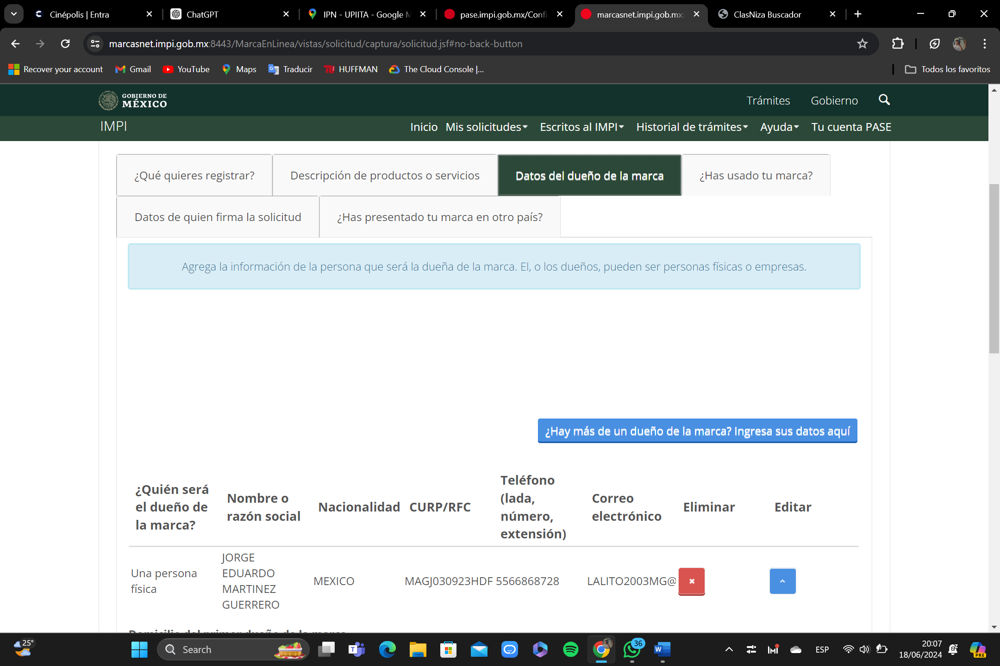 Cinépolis | Entra
ChatGPT
IPN - UPIITA - Google M
pase.impi.gob.mx/Confi
marcasnet.impi.gob.mx:
ClasNiza Buscador
marcasnet.impi.gob.mx:8443/MarcaEnLinea/vistas/solicitud/captura/solicitud.jsf#no-back-button
Recover your account
Gmail
YouTube
Maps
Traducir
HUFFMAN
The Cloud Console |...
Todos los favoritos
GOBIERNO DE
MÉXICO
Trámites
Gobierno
IMPI
Inicio
Mis solicitudes
Escritos al IMPI
Historial de trámites
Ayuda
Tu cuenta PASE
¿Qué quieres registrar?
Descripción de productos o servicios
Datos del dueño de la marca
¿Has usado tu marca?
Datos de quien firma la solicitud
¿Has presentado tu marca en otro país?
Agrega la información de la persona que será la dueña de la marca. El, o los dueños, pueden ser personas físicas o empresas.
¿Hay más de un dueño de la marca? Ingresa sus datos aquí
¿Quién será
el dueño de
la marca?
Nombre o
razón social
Nacionalidad
CURP/RFC
Teléfono
(lada,
número,
extensión)
Correo
electrónico
Eliminar
Editar
Una persona
física
JORGE
EDUARDO
MARTINEZ
GUERRERO
MEXICO
MAGJ030923HDF
5566868728
LALITO2003MG@
Domicilio del primer dueño de la marca
25°
Search
36
ESP
20:07
18/06/2024
PRE